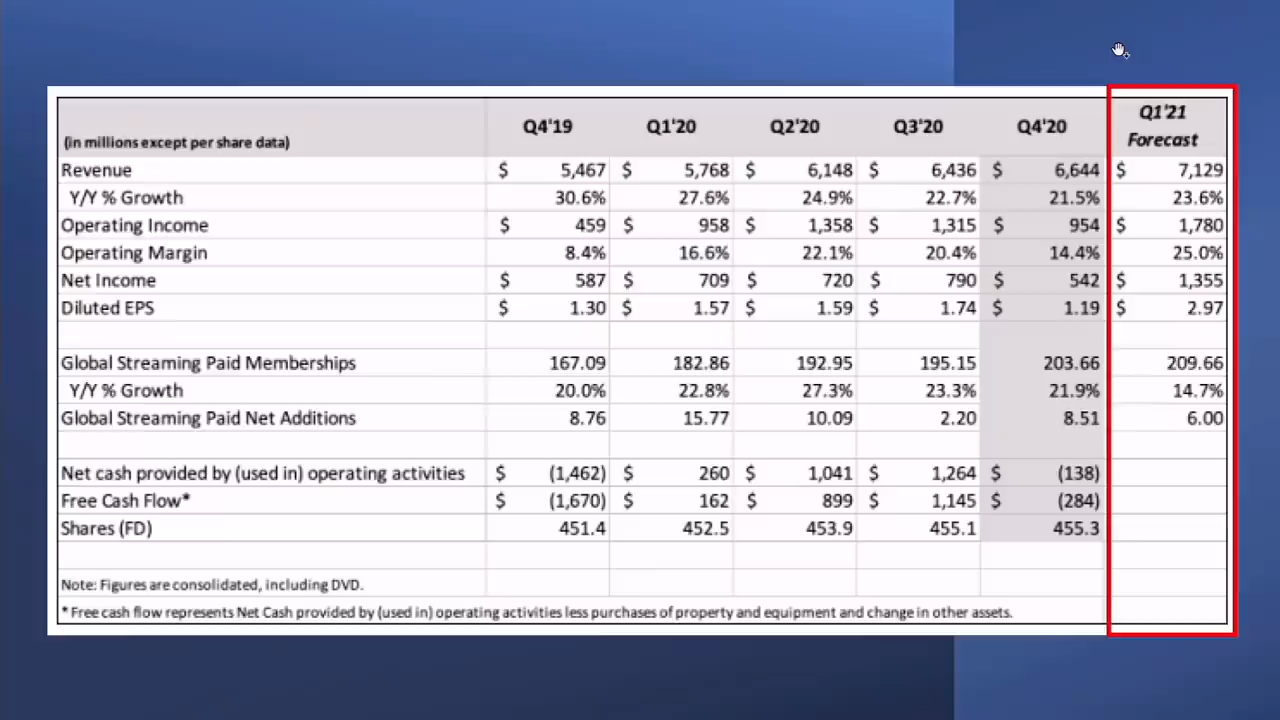 Q1'21
Q4'19 Q1'20 Q2'20 Q3'20 Q4'20 Forecast
(in millions except per share data)
Revenue $ 5,467 $ 5,768 $ 6,148 $ 6,436 $ 6,644 $ 7,129
Y/Y % Growth 30.6% 27.6% 24.9% 22.7% 21.5% 23.6%
Operating Income $ 459 $ 958 $ 1,358 $ 1,315 $ 954 $ 1,780
Operating Margin 8.4% 16.6% 22.1% 20.4% 14.4% 25.0%
Net Income $ 587 $ 709 $ 720 $ 790 $ 542 $ 1,355
Diluted EPS $ 1.30 $ 1.57 $ 1.59 $ 1.74 $ 1.19 $ 2.97
Global Streaming Paid Memberships 167.09 182.86 192.95 195.15 203.66 209.66
Y/Y % Growth 20.0% 22.8% 27.3% 23.3% 21.9% 14.7%
Global Streaming Paid Net Additions 8.76 15.77 10.09 2.20 8.51 6.00
Net cash provided by (used in) operating activities $ (1,462) $ 260 $ 1,041 $ 1,264 $ (138)
Free Cash Flow* $ (1,670) $ 162 $ 899 $ 1,145 $ (284)
Shares (FD) 451.4 452.5 453.9 455.1 455.3
Note: Figures are consolidated, including DVD.
* Free cash flow represents Net Cash provided by (used in) operating activities less purchases of property and equipment and change in other assets.